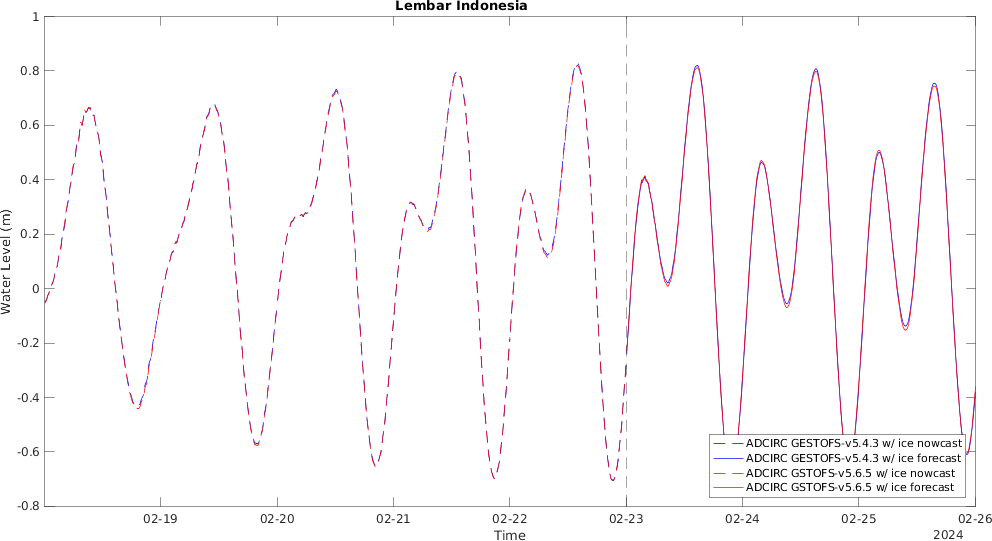 Lembar Indonesia
1
0.8
0.6
0.4
0.2
0
-0.2
-0.4
-0.6
-0.8
Water Level (m)
ADCIRC GESTOFS-v5.4.3 w/ ice nowcast
ADCIRC GESTOFS-v5.4.3 w/ ice forecast
ADCIRC GSTOFS-v5.6.5 w/ ice nowcast
ADCIRC GSTOFS-v5.6.5 w/ ice forecast
02-19 02-20 02-21 02-22 02-23 02-24 02-25 02-26
Time
2024